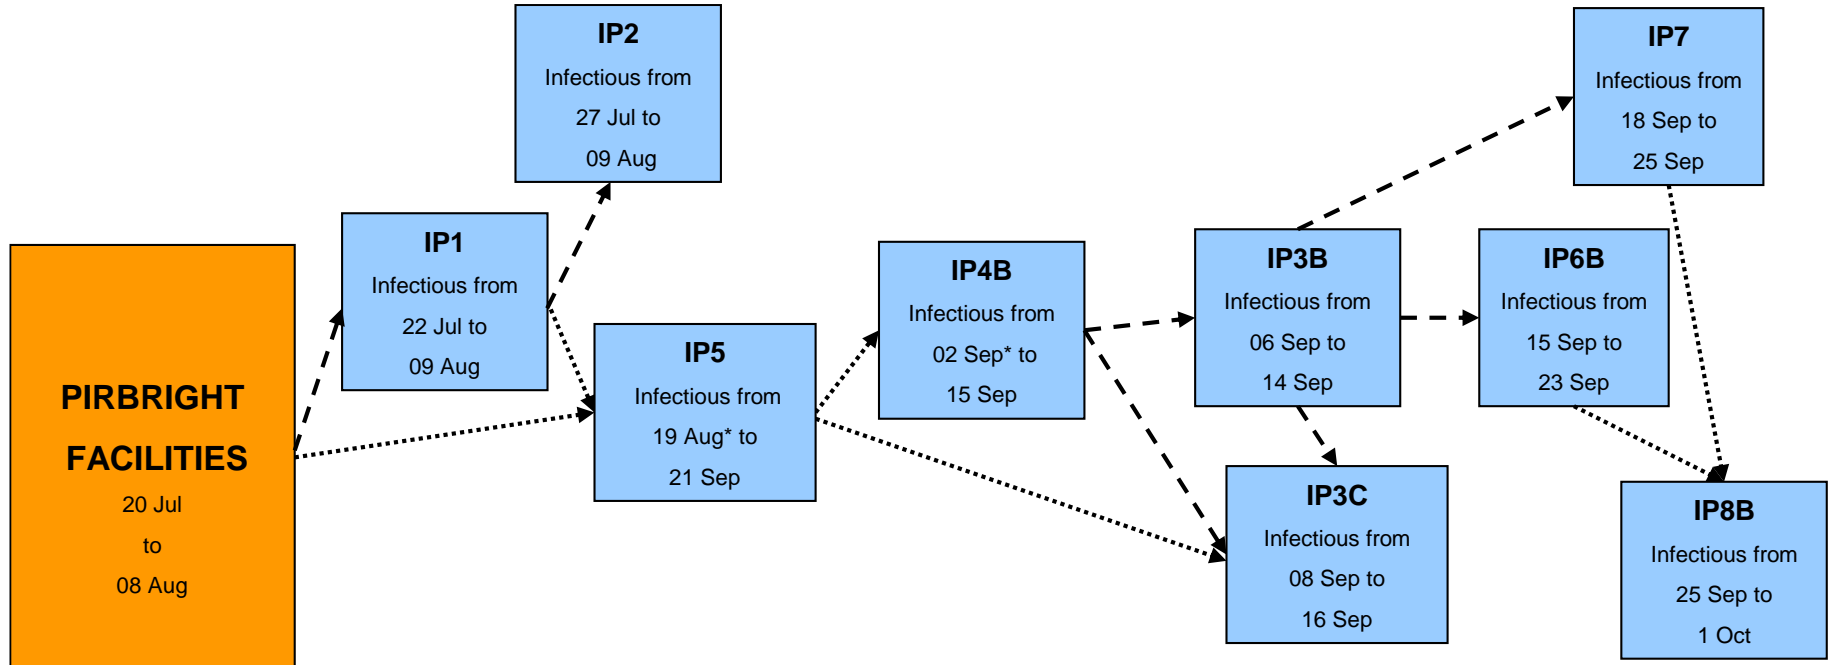 PIRBRIGHT
FACILITIES
20 Jul
to
08 Aug
IP1
Infectious from
22 Jul to
09 Aug
IP2
Infectious from
27 Jul to
09 Aug
IP5
Infectious from
19 Aug* to
21 Sep
IP4B
Infectious from
02 Sep* to
15 Sep
IP3B
Infectious from
06 Sep to
14 Sep
IP3C
Infectious from
08 Sep to
16 Sep
IP6B
Infectious from
15 Sep to
23 Sep
IP7
Infectious from
18 Sep to
25 Sep
IP8B
Infectious from
25 Sep to
1 Oct